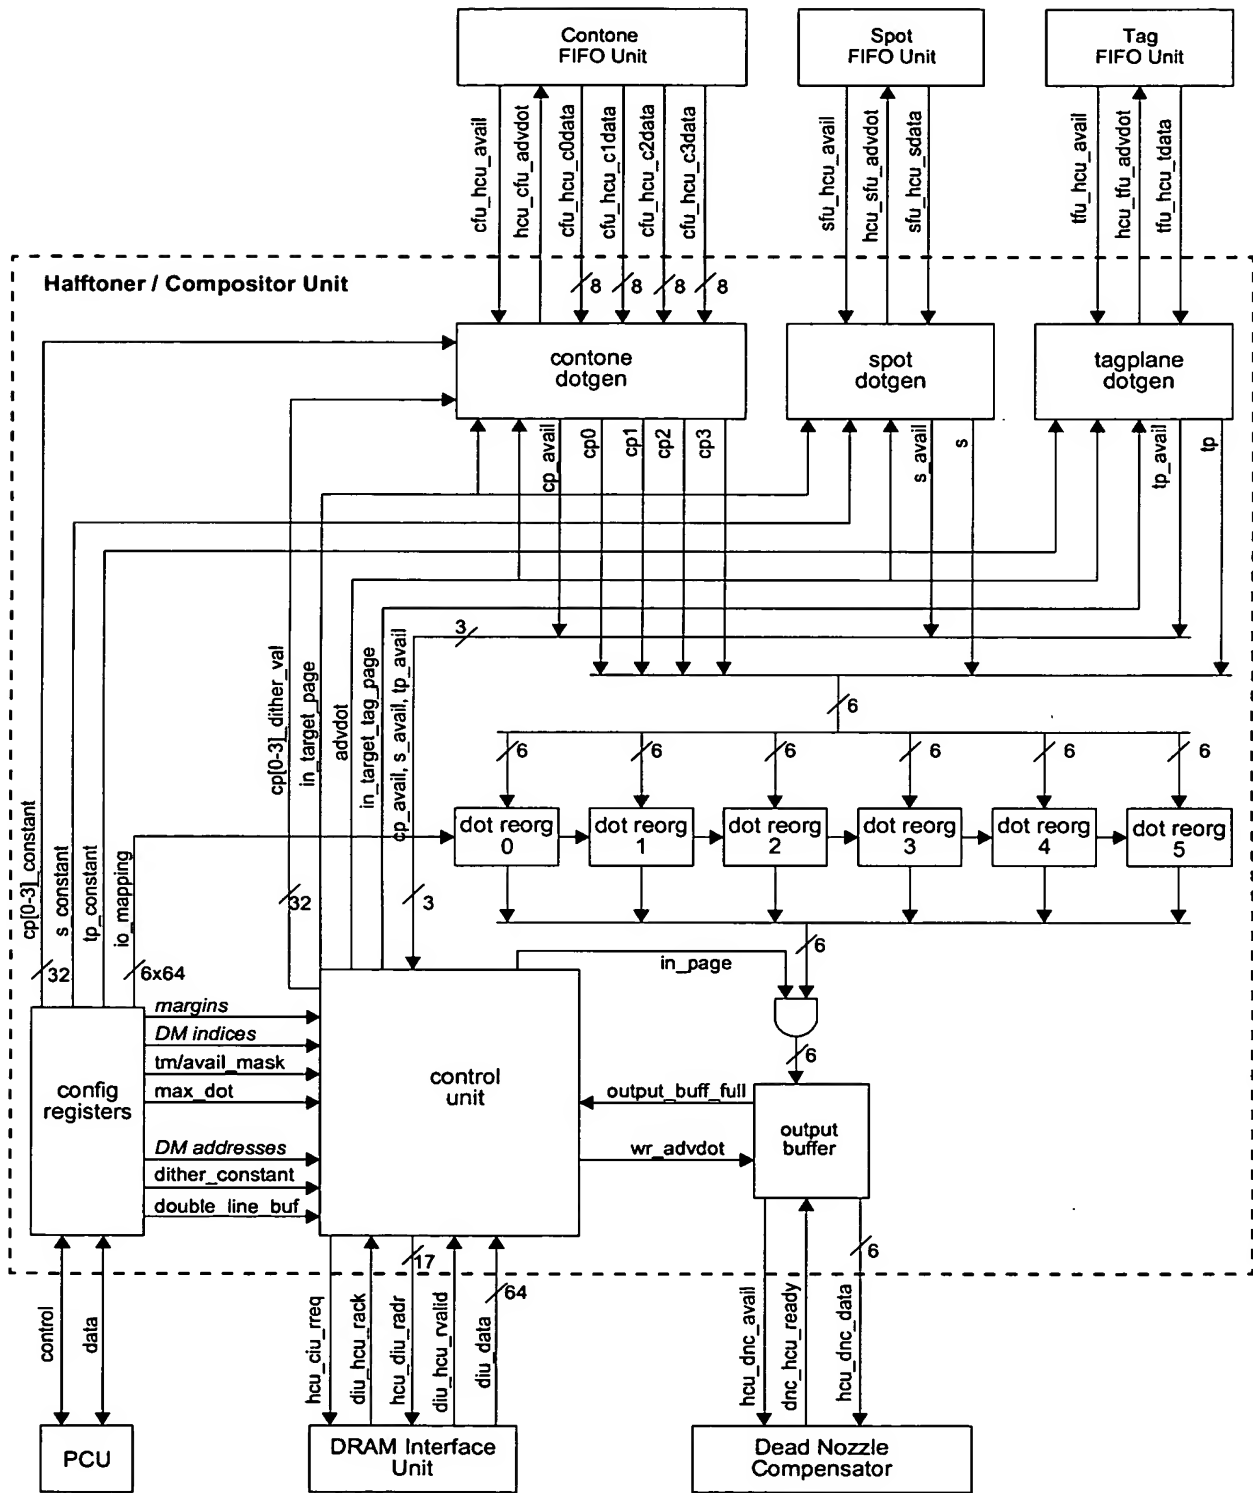 Contone
FIFO Unit
Spot
FIFO Unit
Tag
FIFO Unit
cfu_hcu_avail
hcu_cfu_advdot
cfu_hcu_c0data
cfu_hcu_c1data
cfu_hcu_c2data
cfu_hcu_c3data
sfu_hcu_avail
hcu_sfu_advdot
sfu_hcu_sdata
tfu_hcu_avail
hcu_tfu_advdot
tfu_hcu_tdata
Halftoner / Compositor Unit
8
8
8
8
contone
dotgen
spot
dotgen
tagplane
dotgen
cp_avail
cp0
cp1
cp2
cp3
s_avail
s
tp_avail
tp
3
cp[0-3]_dither_val
in_target_page
advdot
in_target_tag_page
cp_avail, s_avail, tp_avail
6
6
6
6
6
6
6
dot reorg
0
dot reorg
1
dot reorg
2
dot reorg
3
dot reorg
4
dot reorg
5
cp[0-3]_constant
s_constant
tp_constant
io_mapping
32
3
32
6x64
6
in_page
6
margins
DM indices
tm/avail_mask
max_dot
DM addresses
dither_constant
double_line_buf
config
registers
control
unit
output_buff_full
wr_advdot
output
buffer
17
64
6
control
data
hcu_ciu_rreq
diu_hcu_rack
hcu_diu_radr
diu_hcu_rvalid
diu_data
hcu_dnc_avail
dnc_hcu_ready
hcu_dnc_data
PCU
DRAM Interface
Unit
Dead Nozzle
Compensator